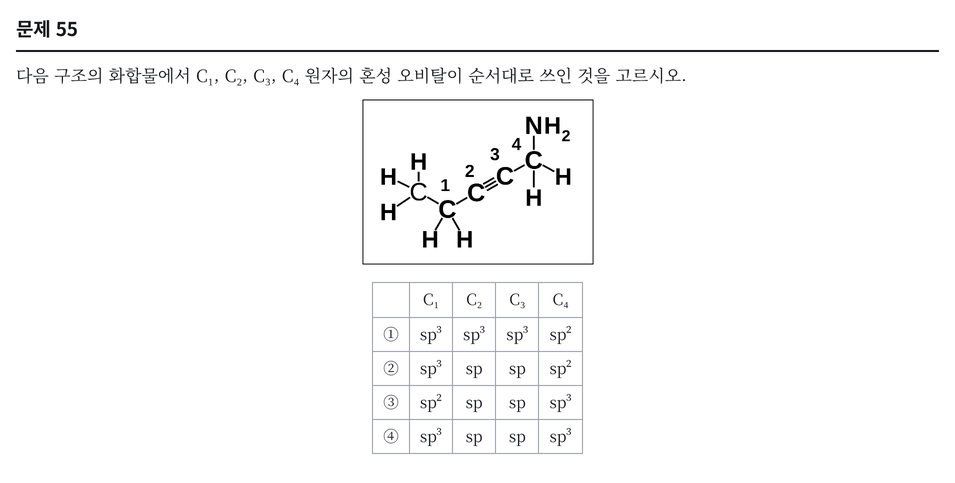 문제 55
다음 구조의 화합물에서 C₁, C₂, C₃, C₄ 원자의 혼성 오비탈이 순서대로 쓰인 것을 고르시오.
NH₂
4
3
C
H
2
C
H
H
1
C
H
C
H
C
H H
C₁ C₂ C₃ C₄
① sp³ sp³ sp³ sp²
② sp³ sp sp sp²
③ sp² sp sp sp³
④ sp³ sp sp sp³